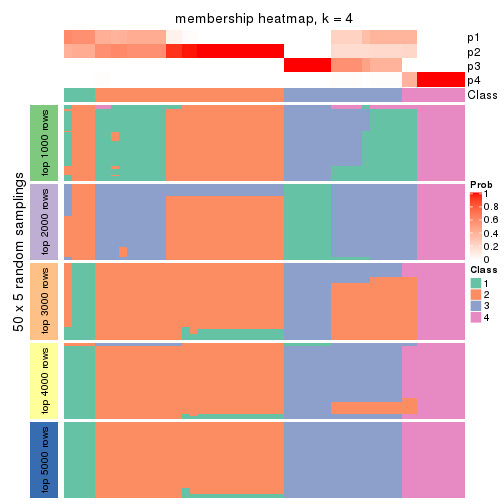 membership heatmap, k = 4
p1
p2
p3
p4
Class
50 x 5 random samplings
top 1000 rows
top 2000 rows
top 3000 rows
top 4000 rows
top 5000 rows
Prob
1
0.8
0.6
0.4
0.2
0
Class
1
2
3
4